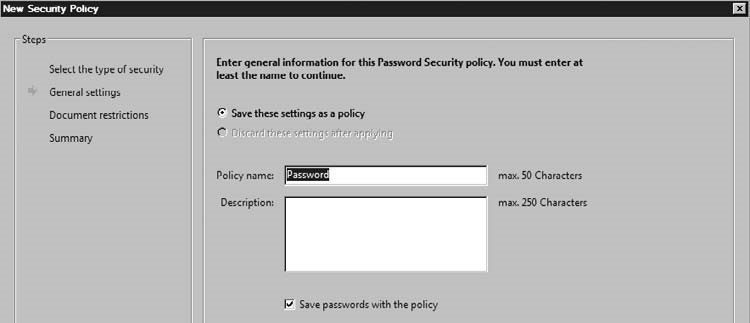 New Security Policy
Steps
Select the type of security
General settings
Document restrictions
Summary
Enter general information for this Password Security policy. You must enter at
least the name to continue.
Save these settings as a policy
Discard these settings after applying
Policy name: Password max. 50 Characters
Description: max. 250 Characters
Save passwords with the policy